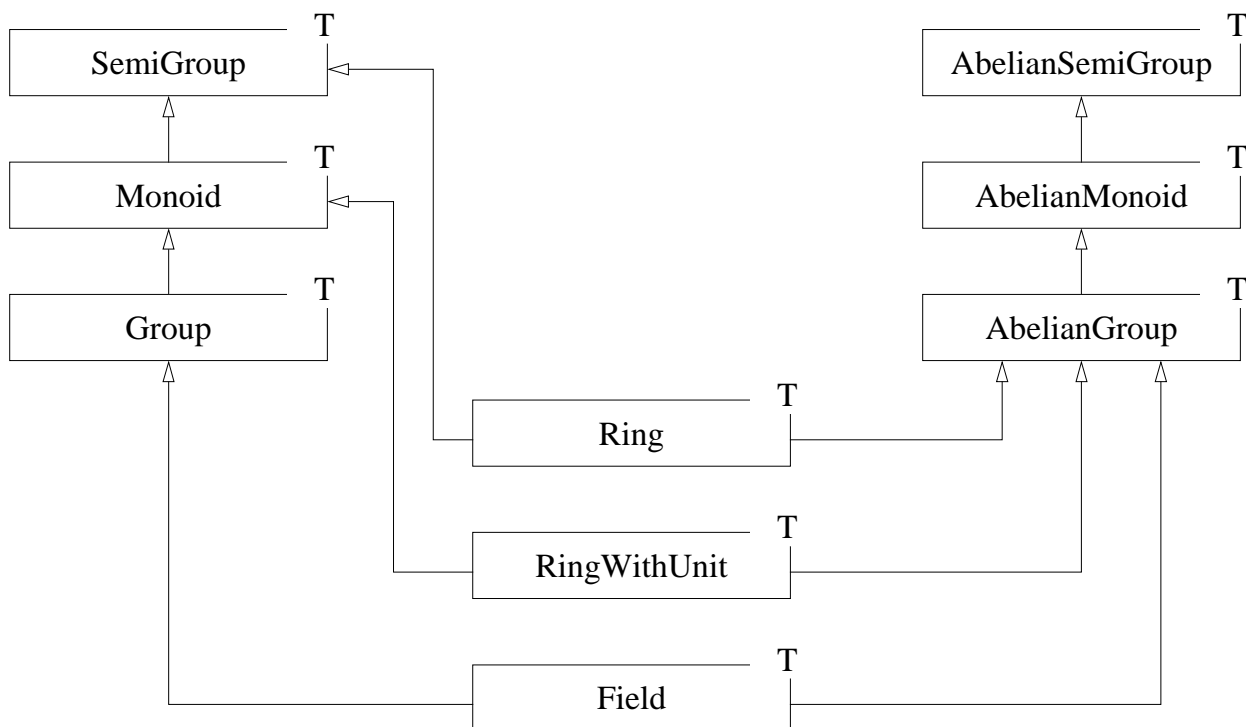 T
SemiGroup
T
AbelianSemiGroup
T
Monoid
T
AbelianMonoid
T
Group
T
AbelianGroup
T
Ring
T
RingWithUnit
T
Field